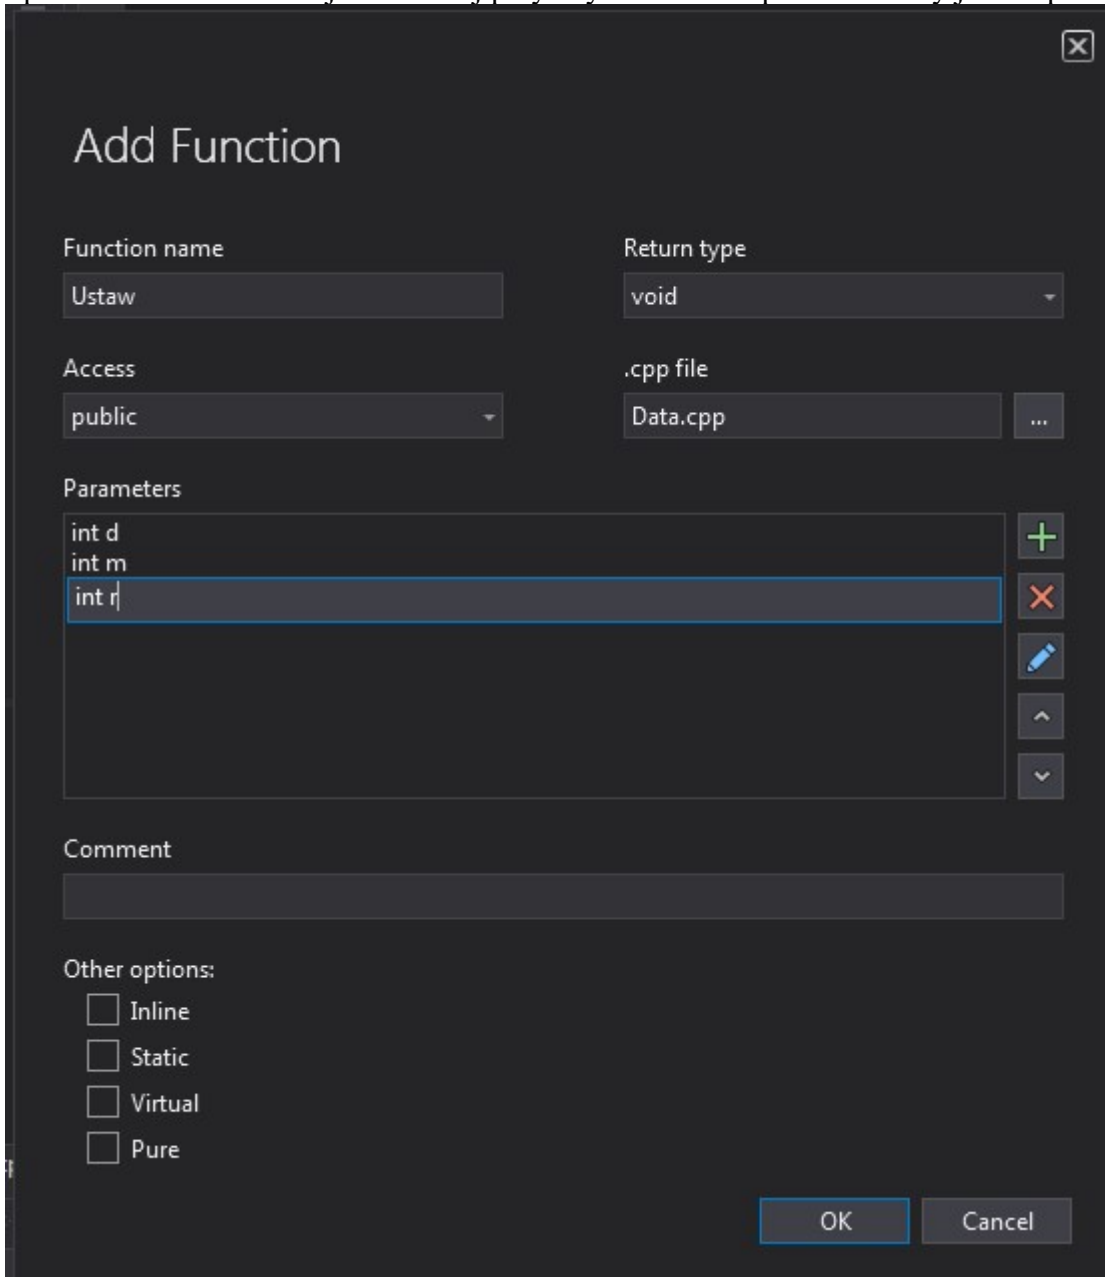 Add Function
Function name
Return type
Ustaw
void
Access
.cpp file
public
Data.cpp
...
Parameters
int d
int m
int r
Comment
Other options:
Inline
Static
Virtual
Pure
OK
Cancel